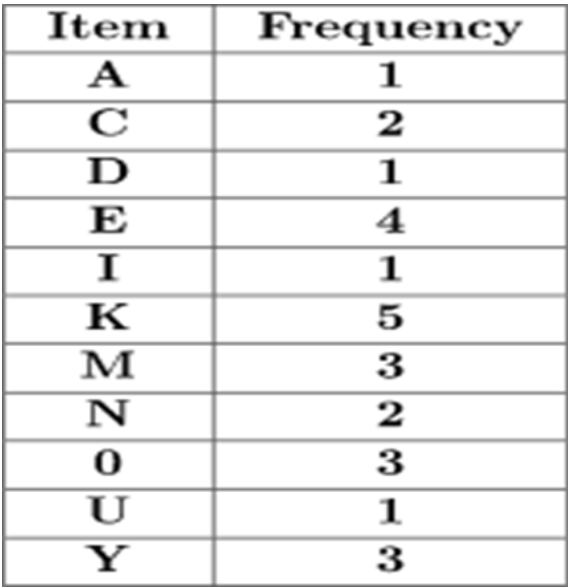 Item Frequency
A 1
C 2
D 1
E 4
I 1
K 5
M 3
N 2
0 3
U 1
Y 3